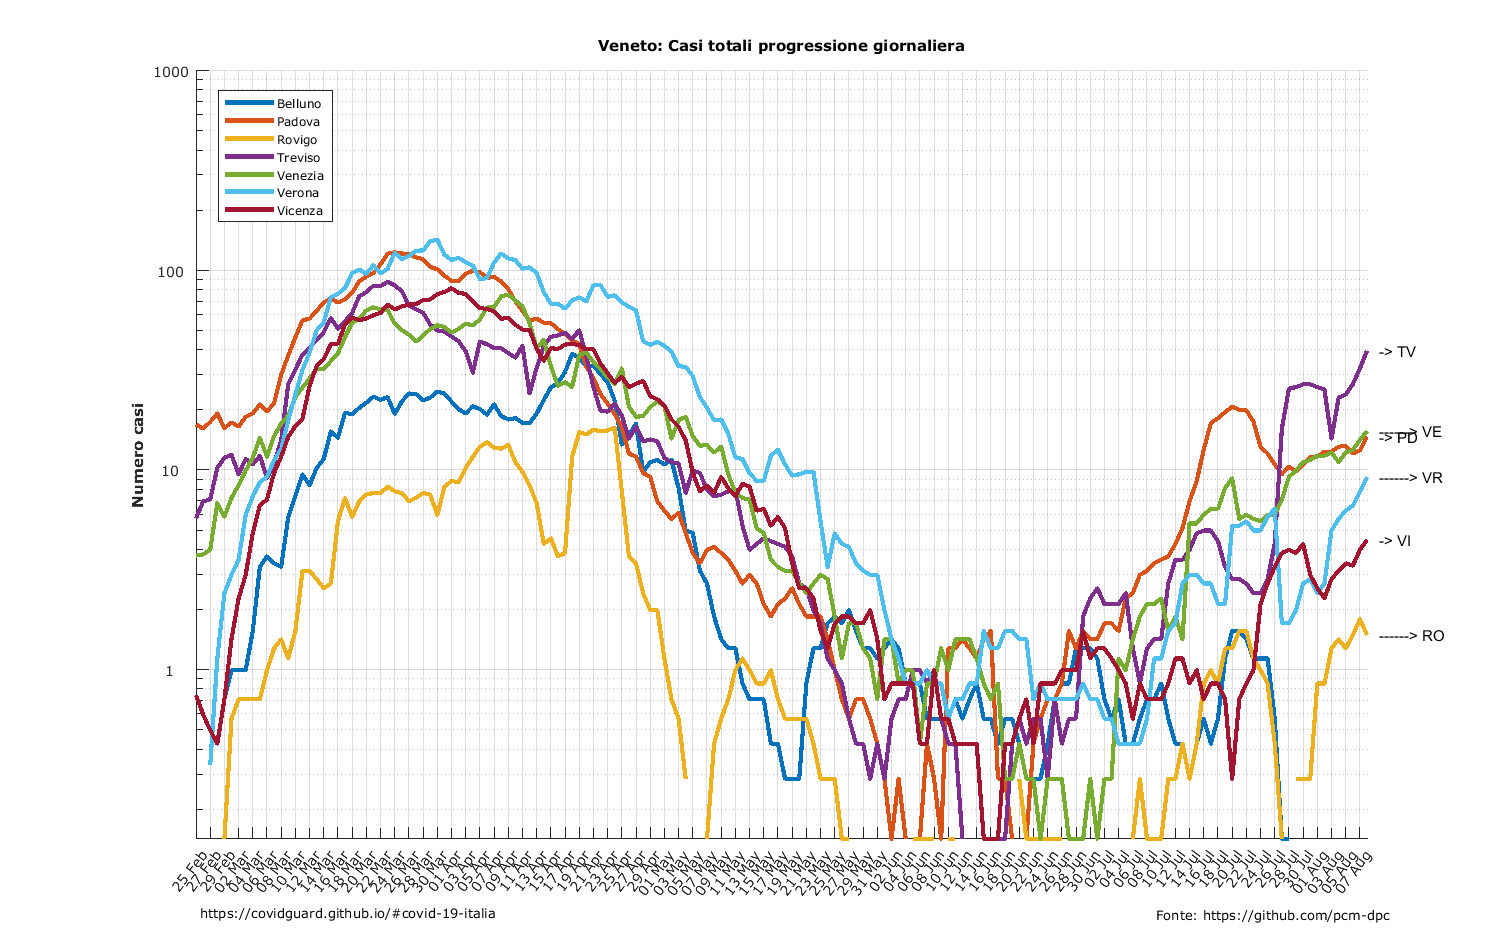 Veneto: Casi totali progressione giornaliera
1000
100
10
1
Numero casi
Belluno
Padova
Rovigo
Treviso
Venezia
Verona
Vicenza
-> TV
------> VE
-> PD
------> VR
-> VI
------> RO
25 Feb
27 Feb
29 Feb
02 Mar
04 Mar
06 Mar
08 Mar
10 Mar
12 Mar
14 Mar
16 Mar
18 Mar
20 Mar
22 Mar
24 Mar
26 Mar
28 Mar
30 Mar
01 Apr
03 Apr
05 Apr
07 Apr
09 Apr
11 Apr
13 Apr
15 Apr
17 Apr
19 Apr
21 Apr
23 Apr
25 Apr
27 Apr
29 Apr
01 May
03 May
05 May
07 May
09 May
11 May
13 May
15 May
17 May
19 May
21 May
23 May
25 May
27 May
29 May
31 May
02 Jun
04 Jun
06 Jun
08 Jun
10 Jun
12 Jun
14 Jun
16 Jun
18 Jun
20 Jun
22 Jun
24 Jun
26 Jun
28 Jun
30 Jun
02 Jul
04 Jul
06 Jul
08 Jul
10 Jul
12 Jul
14 Jul
16 Jul
18 Jul
20 Jul
22 Jul
24 Jul
26 Jul
28 Jul
30 Jul
01 Aug
03 Aug
05 Aug
07 Aug
https://covidguard.github.io/#covid-19-italia
Fonte: https://github.com/pcm-dpc